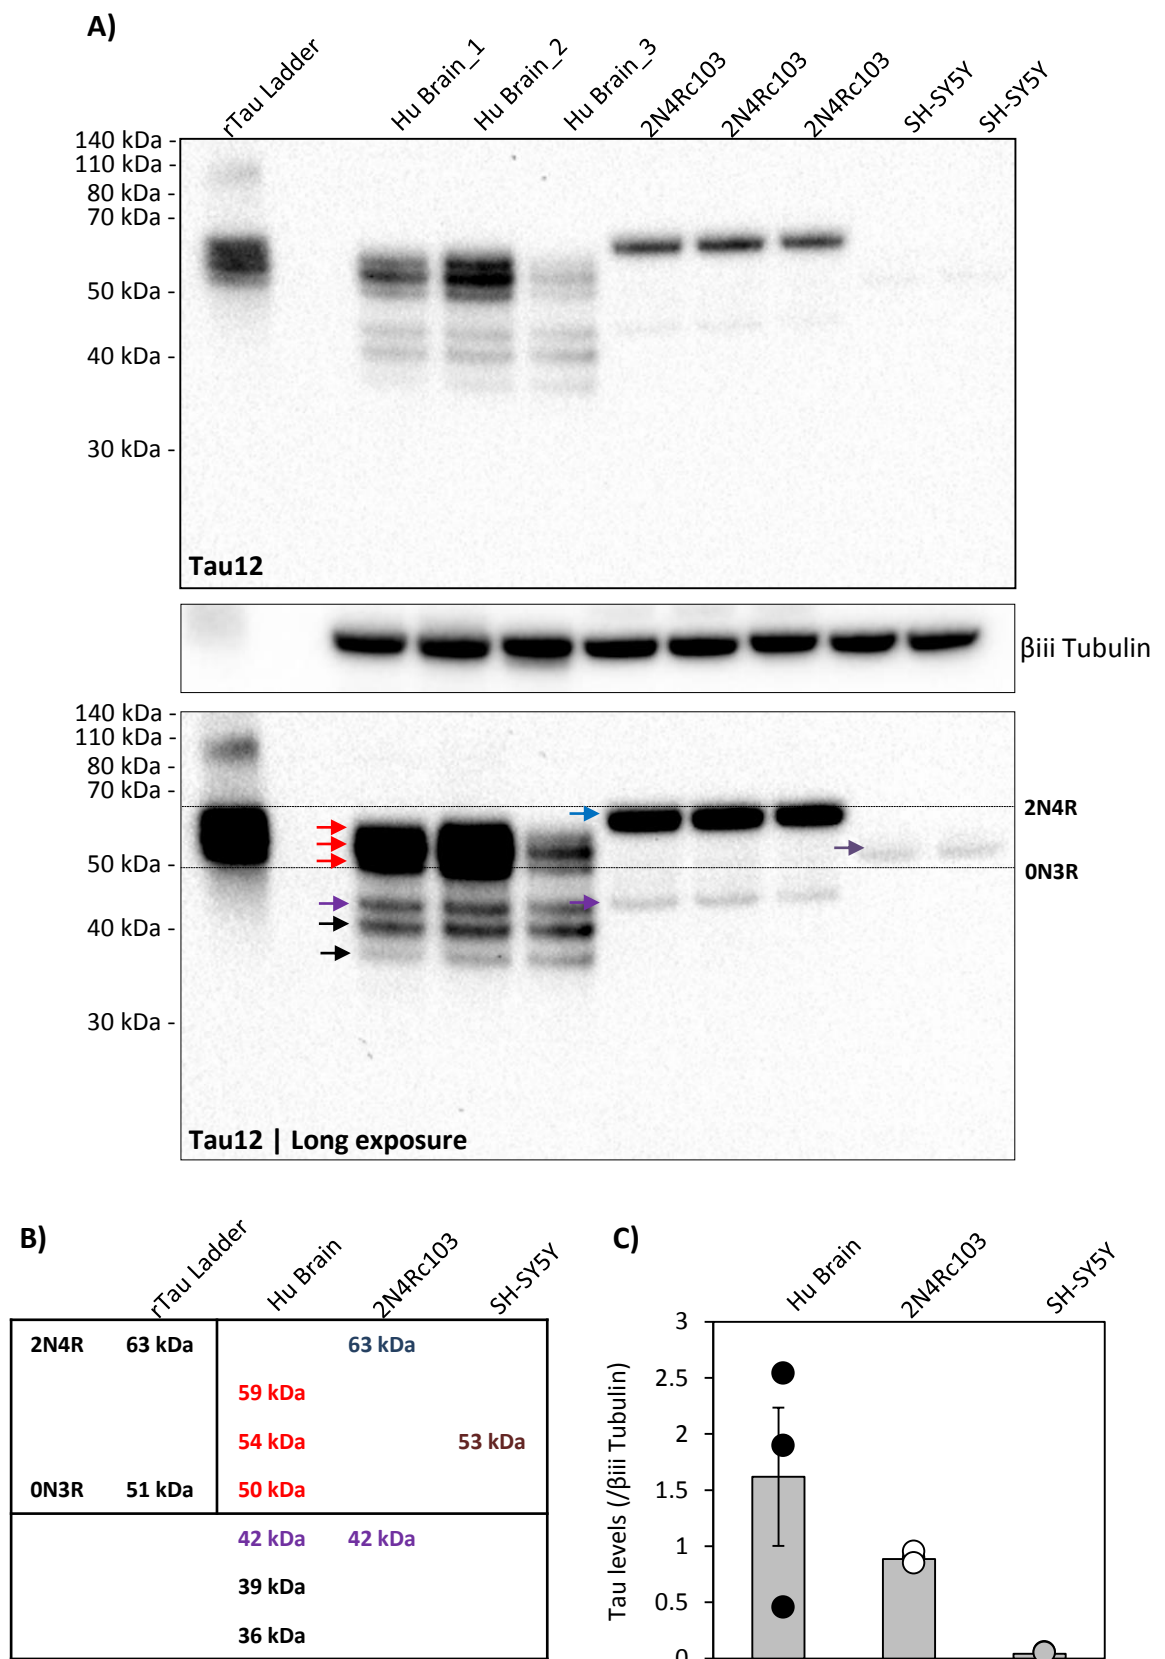 A)
rTau Ladder
Hu Brain_1
Hu Brain_2
Hu Brain_3
2N4Rc103
2N4Rc103
2N4Rc103
SH-SY5Y
SH-SY5Y
140 kDa -
110 kDa -
80 kDa -
70 kDa -
50 kDa -
40 kDa -
30 kDa -
Tau12
βiii Tubulin
140 kDa -
110 kDa -
80 kDa -
70 kDa -
2N4R
50 kDa -
0N3R
40 kDa -
30 kDa -
Tau12 | Long exposure
B)
rTau Ladder
Hu Brain
2N4Rc103
SH-SY5Y
2N4R 63 kDa 63 kDa
59 kDa
54 kDa 53 kDa
0N3R 51 kDa 50 kDa
42 kDa 42 kDa
39 kDa
36 kDa
C)
Hu Brain
2N4Rc103
SH-SY5Y
Tau levels (/βiii Tubulin)
3
2.5
2
1.5
1
0.5
0